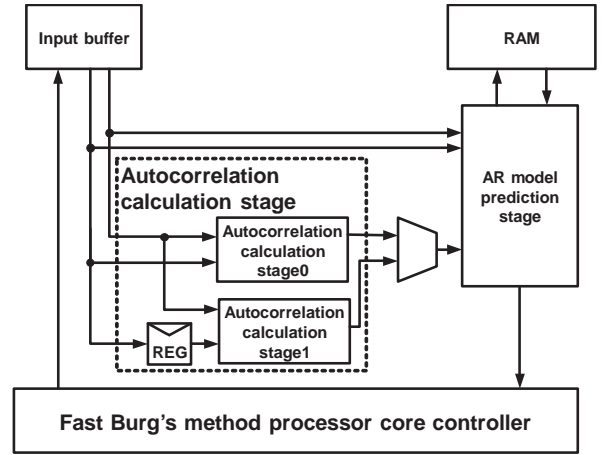 Input buffer
RAM
AR model
prediction
stage
Autocorrelation
calculation stage
Autocorrelation
calculation
stage0
Autocorrelation
calculation
stage1
REG
Fast Burg's method processor core controller